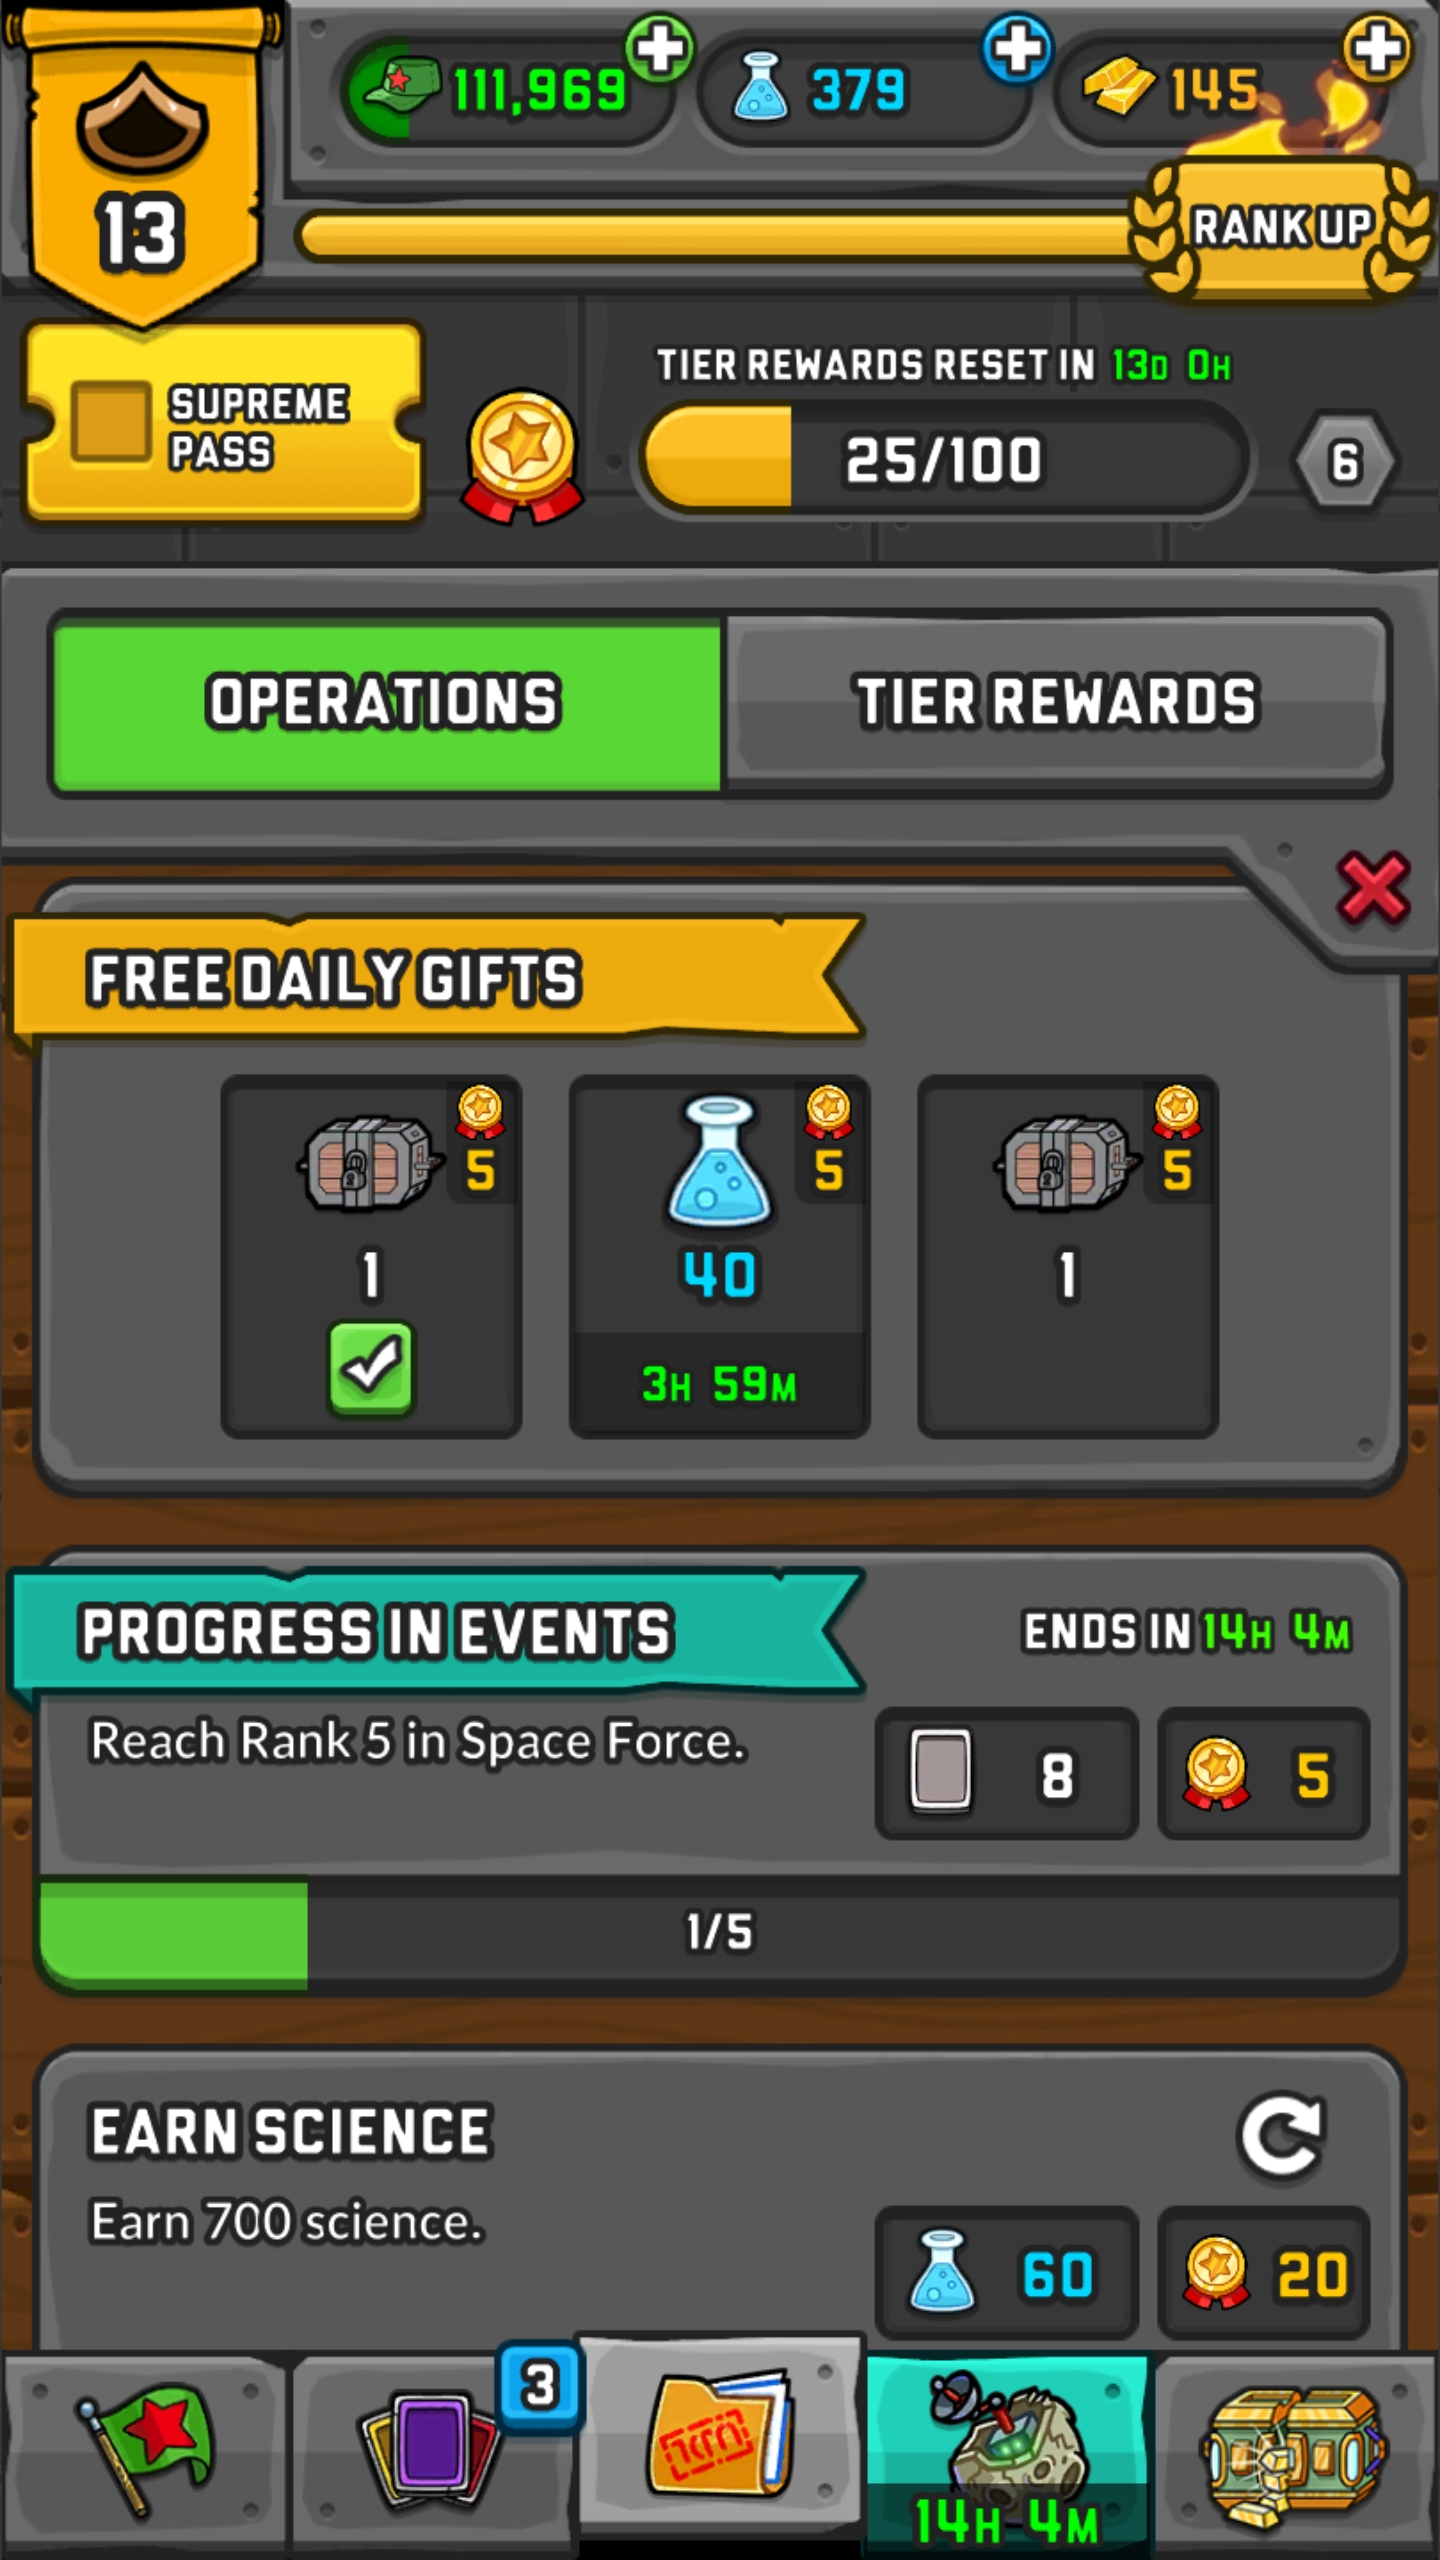 111,969
379
145
13
RANK UP
SUPREME
PASS
TIER REWARDS RESET IN 13D 0H
25/100
6
OPERATIONS
TIER REWARDS
FREE DAILY GIFTS
5
5
5
1
40
1
3H 59M
PROGRESS IN EVENTS
ENDS IN 14H 4M
Reach Rank 5 in Space Force.
8
5
1/5
EARN SCIENCE
Earn 700 science.
60
20
3
14H 4M